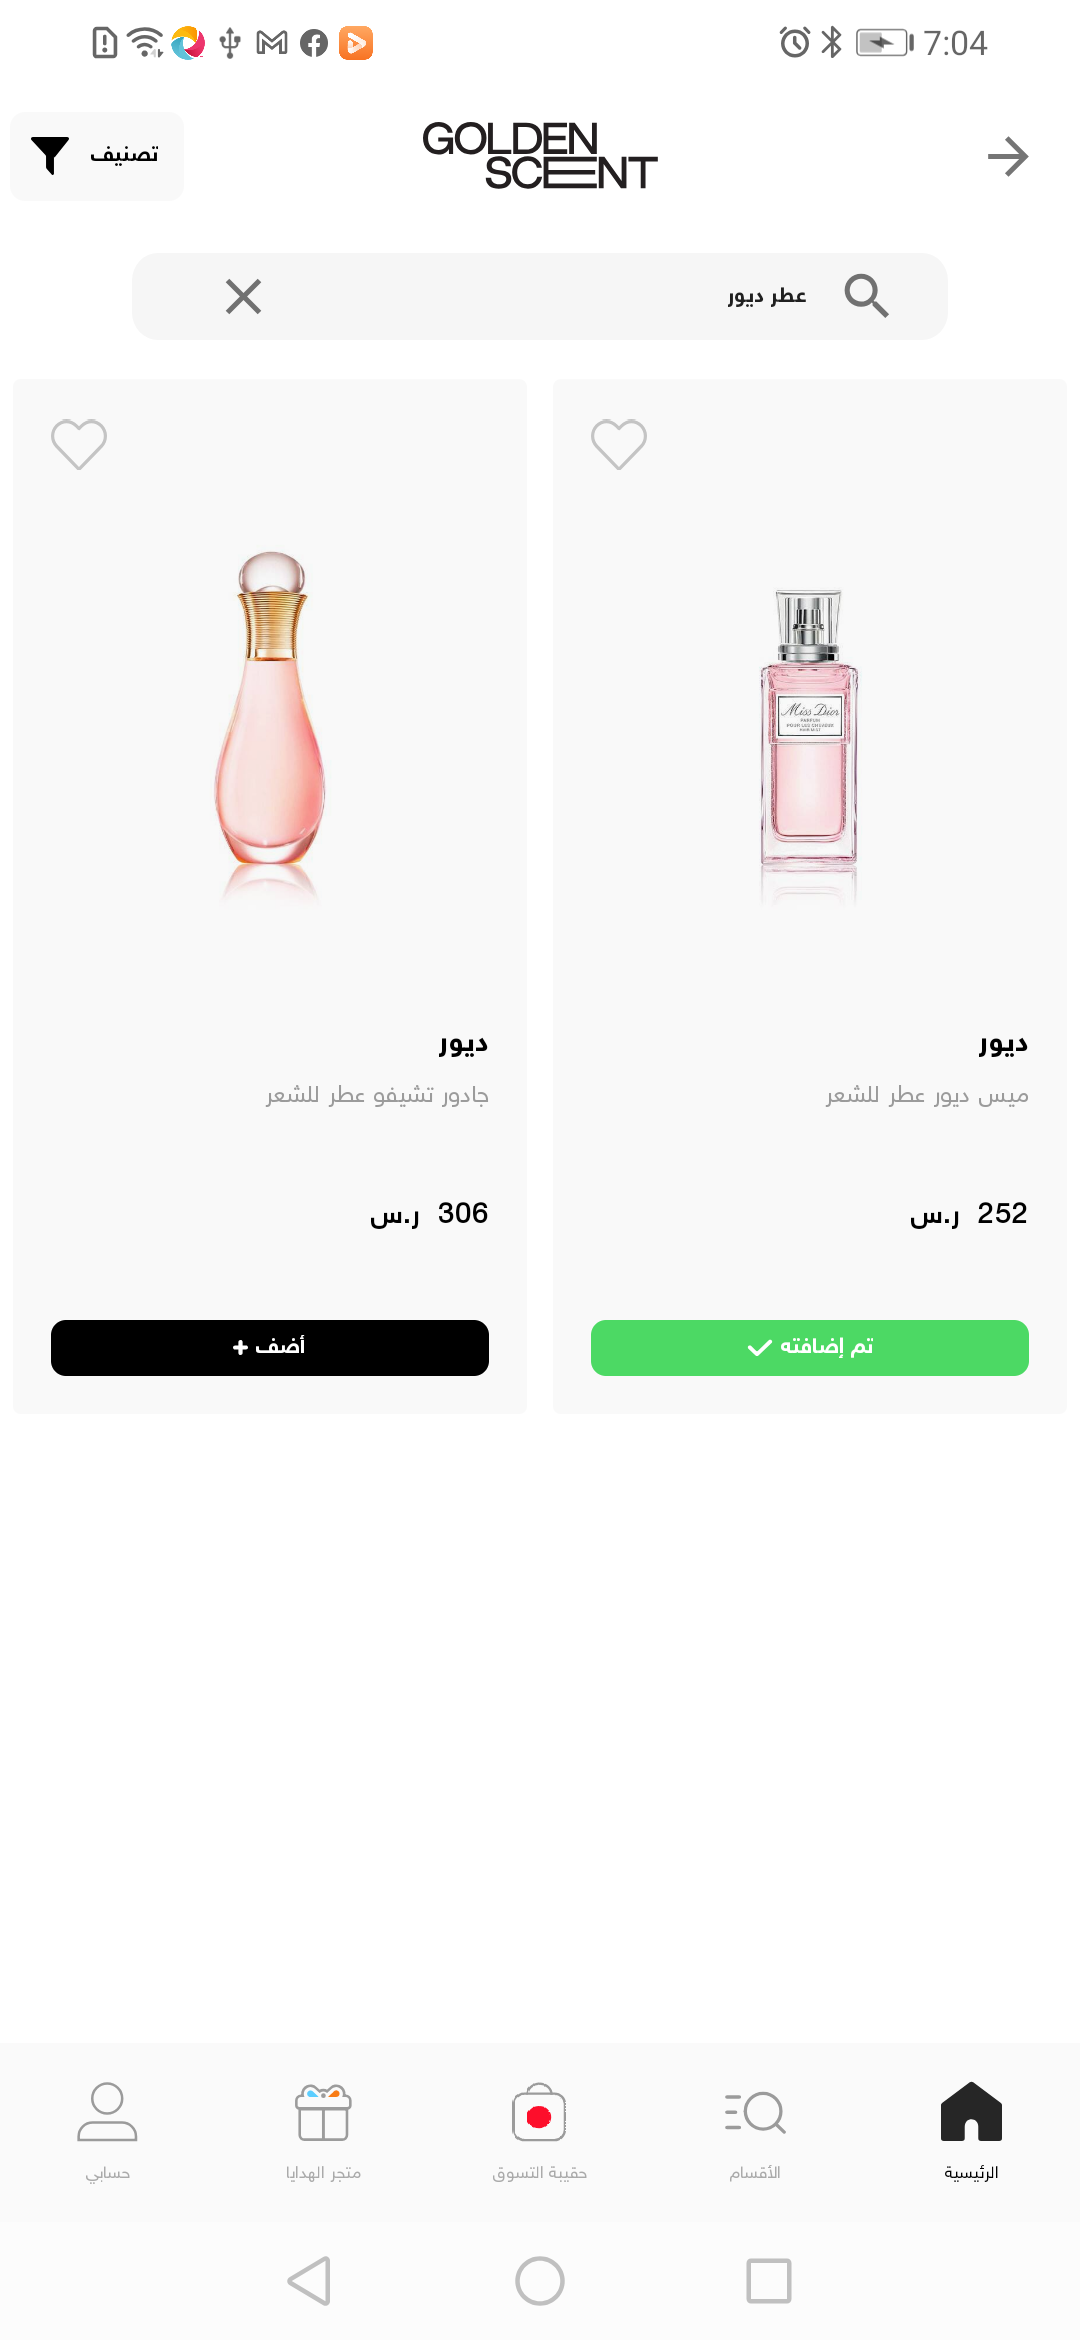 7:04
GOLDEN
SCENT
تصنيف
عطر ديور
Miss Dior
PARFUM
POUR LES CHEVEUX
HAIR MIST
ديور
ميس ديور عطر للشعر
252 ر.س
تم إضافته
ديور
جادور تشيفو عطر للشعر
306 ر.س
أضف +
الرئيسية
الأقسام
حقيبة التسوق
متجر الهدايا
حسابي